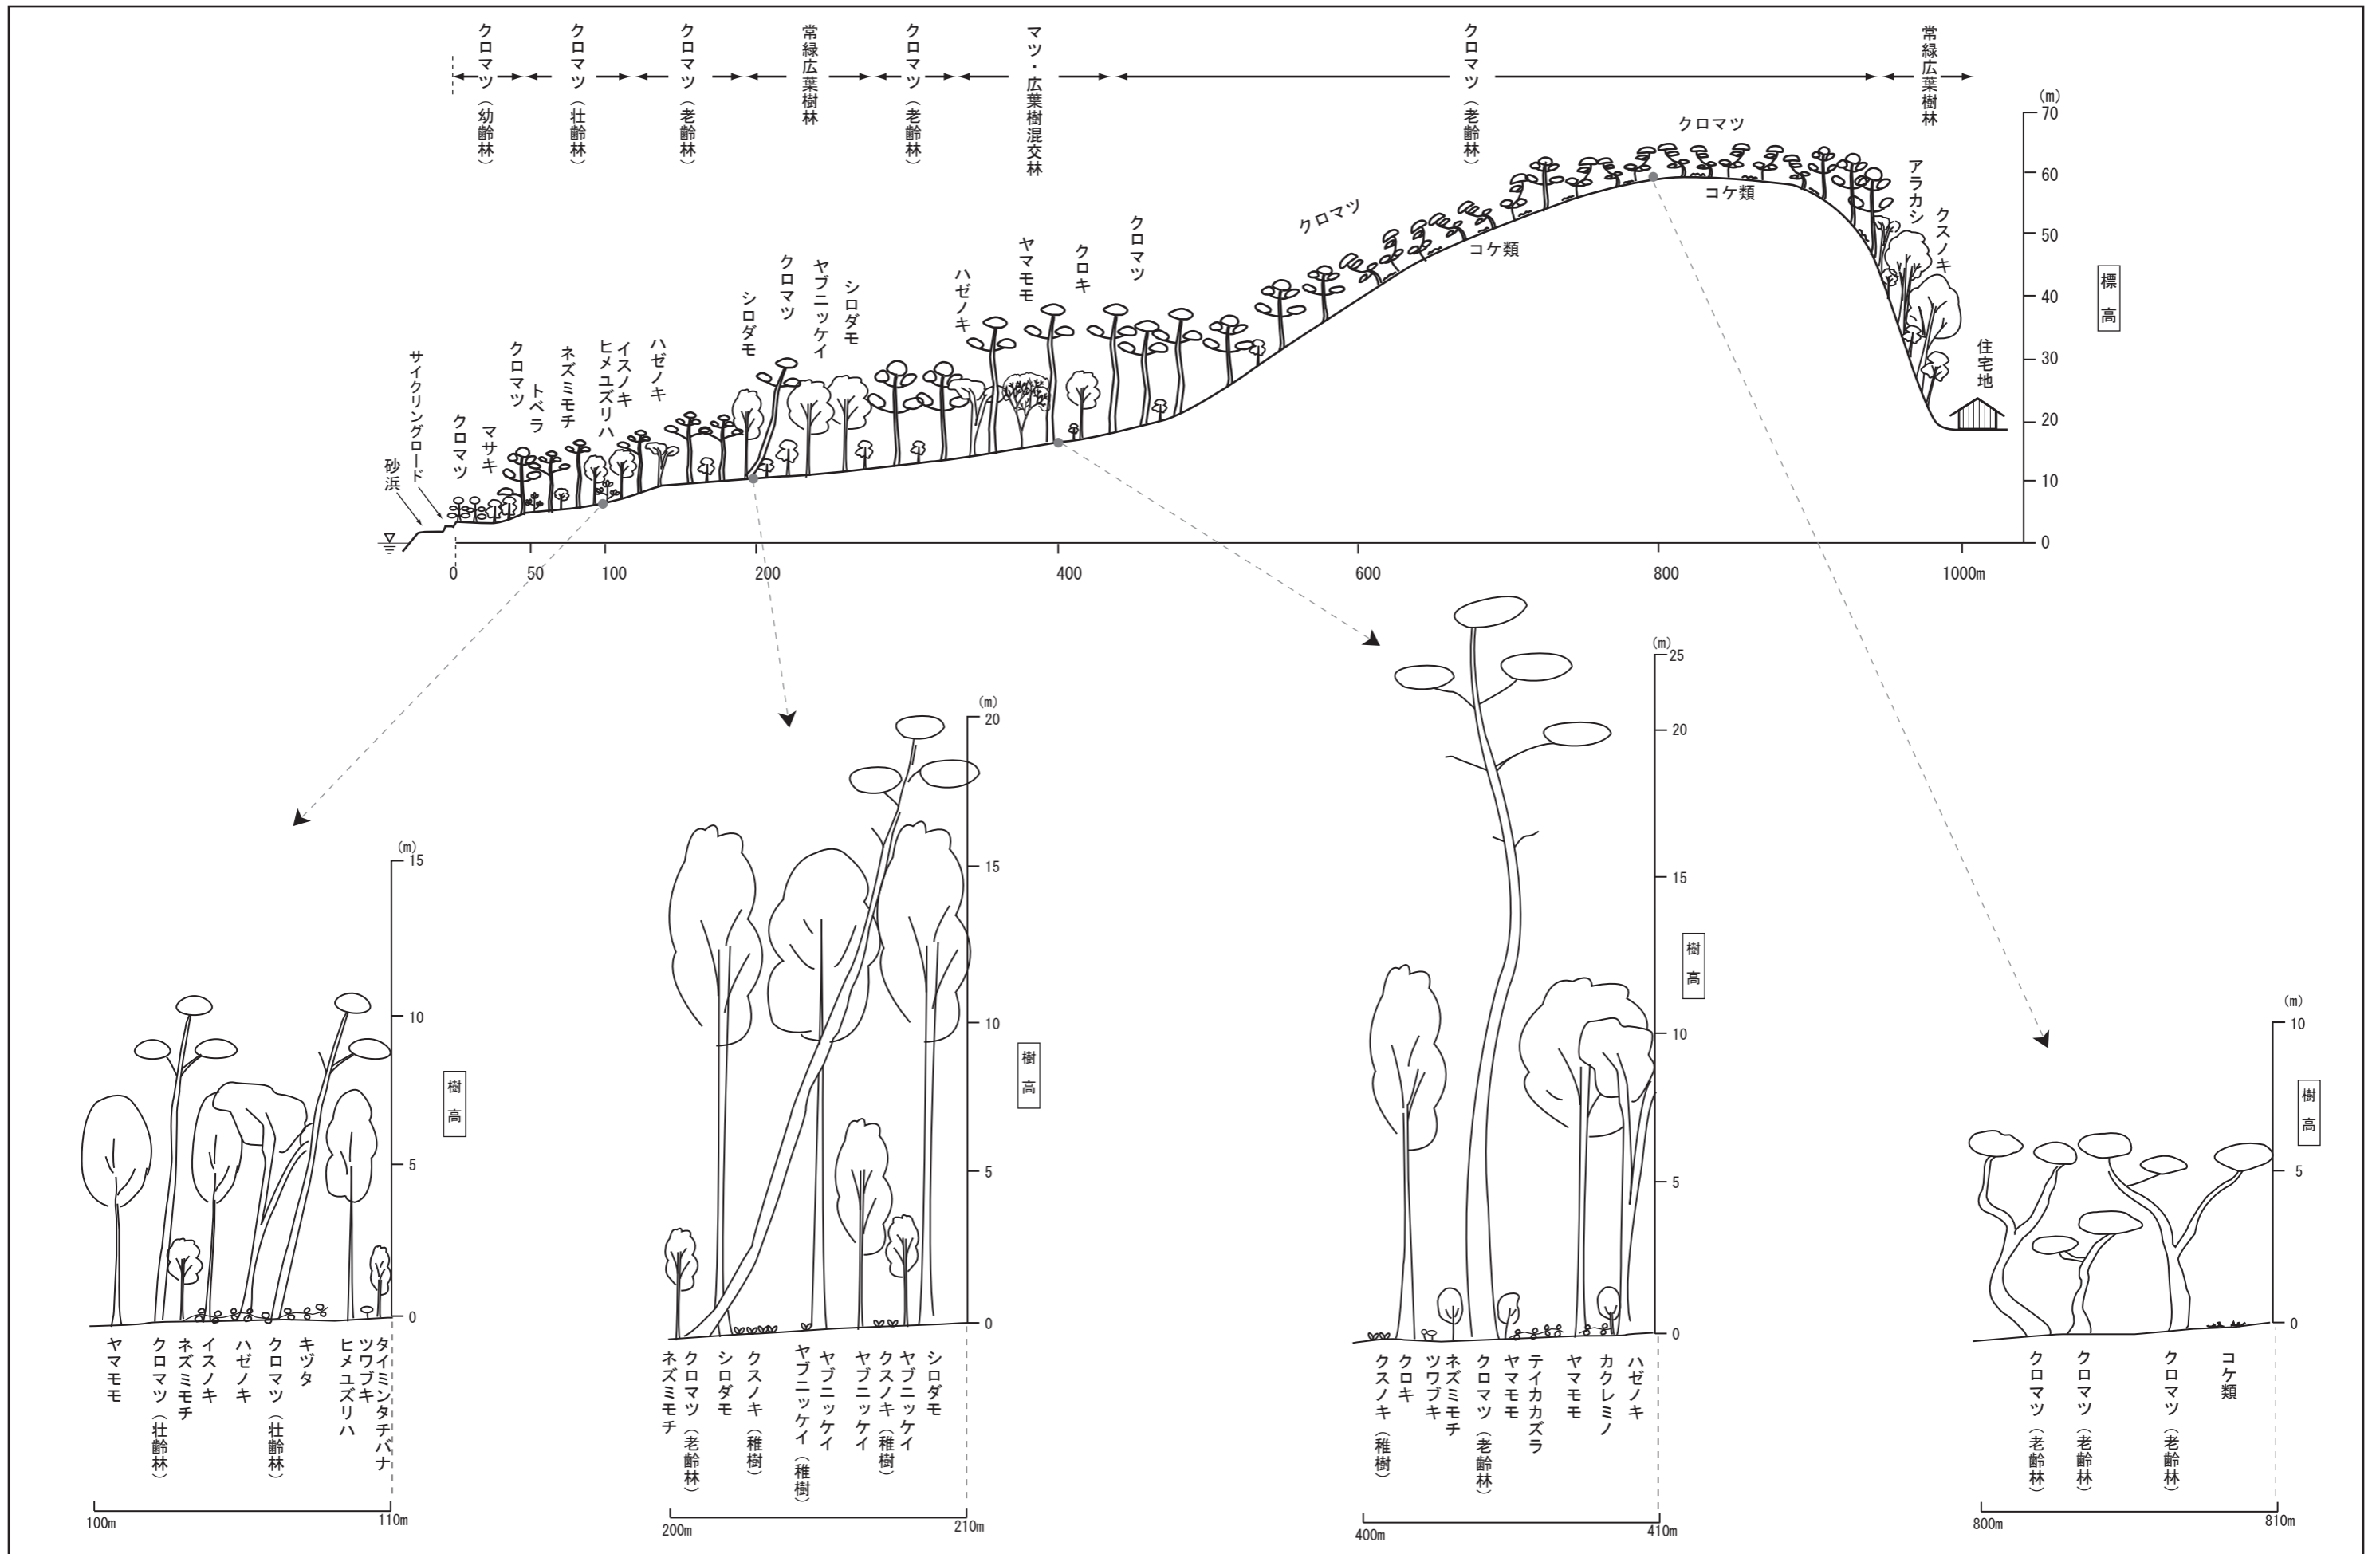 クロマツ（幼齢林）
クロマツ（壮齢林）
クロマツ（老齢林）
常緑広葉樹林
クロマツ（老齢林）
マツ・広葉樹混交林
クロマツ（老齢林）
常緑広葉樹林
砂浜
サイクリングロード
クロマツ
マサキ
クロマツ
トベラ
ネズミモチ
ヒメユズリハ
イスノキ
ハゼノキ
シロダモ
クロマツ
ヤブニッケイ
シロダモ
ハゼノキ
ヤマモモ
クロキ
クロマツ
クロマツ
コケ類
クロマツ
コケ類
アラカシ
クスノキ
住宅地
(m)
70
60
50
40
30
20
10
0
標高
0
50
100
200
400
600
800
1000m
(m)
15
10
5
0
樹高
ヤマモモ
クロマツ（壮齢林）
ネズミモチ
イスノキ
ハゼノキ
クロマツ（壮齢林）
キヅタ
ヒメユズリハ
ツワブキ
タイミンタチバナ
100m
110m
(m)
20
15
10
5
0
樹高
ネズミモチ
クロマツ（老齢林）
シロダモ
クスノキ（稚樹）
ヤブニッケイ（稚樹）
ヤブニッケイ
ヤブニッケイ
クスノキ（稚樹）
ヤブニッケイ
シロダモ
200m
210m
(m)
25
20
15
10
5
0
樹高
クスノキ（稚樹）
クロキ
ツワブキ
ネズミモチ
クロマツ（老齢林）
ヤマモモ
テイカカズラ
ヤマモモ
カクレミノ
ハゼノキ
400m
410m
(m)
10
5
0
樹高
クロマツ（老齢林）
クロマツ（老齢林）
クロマツ（老齢林）
コケ類
800m
810m